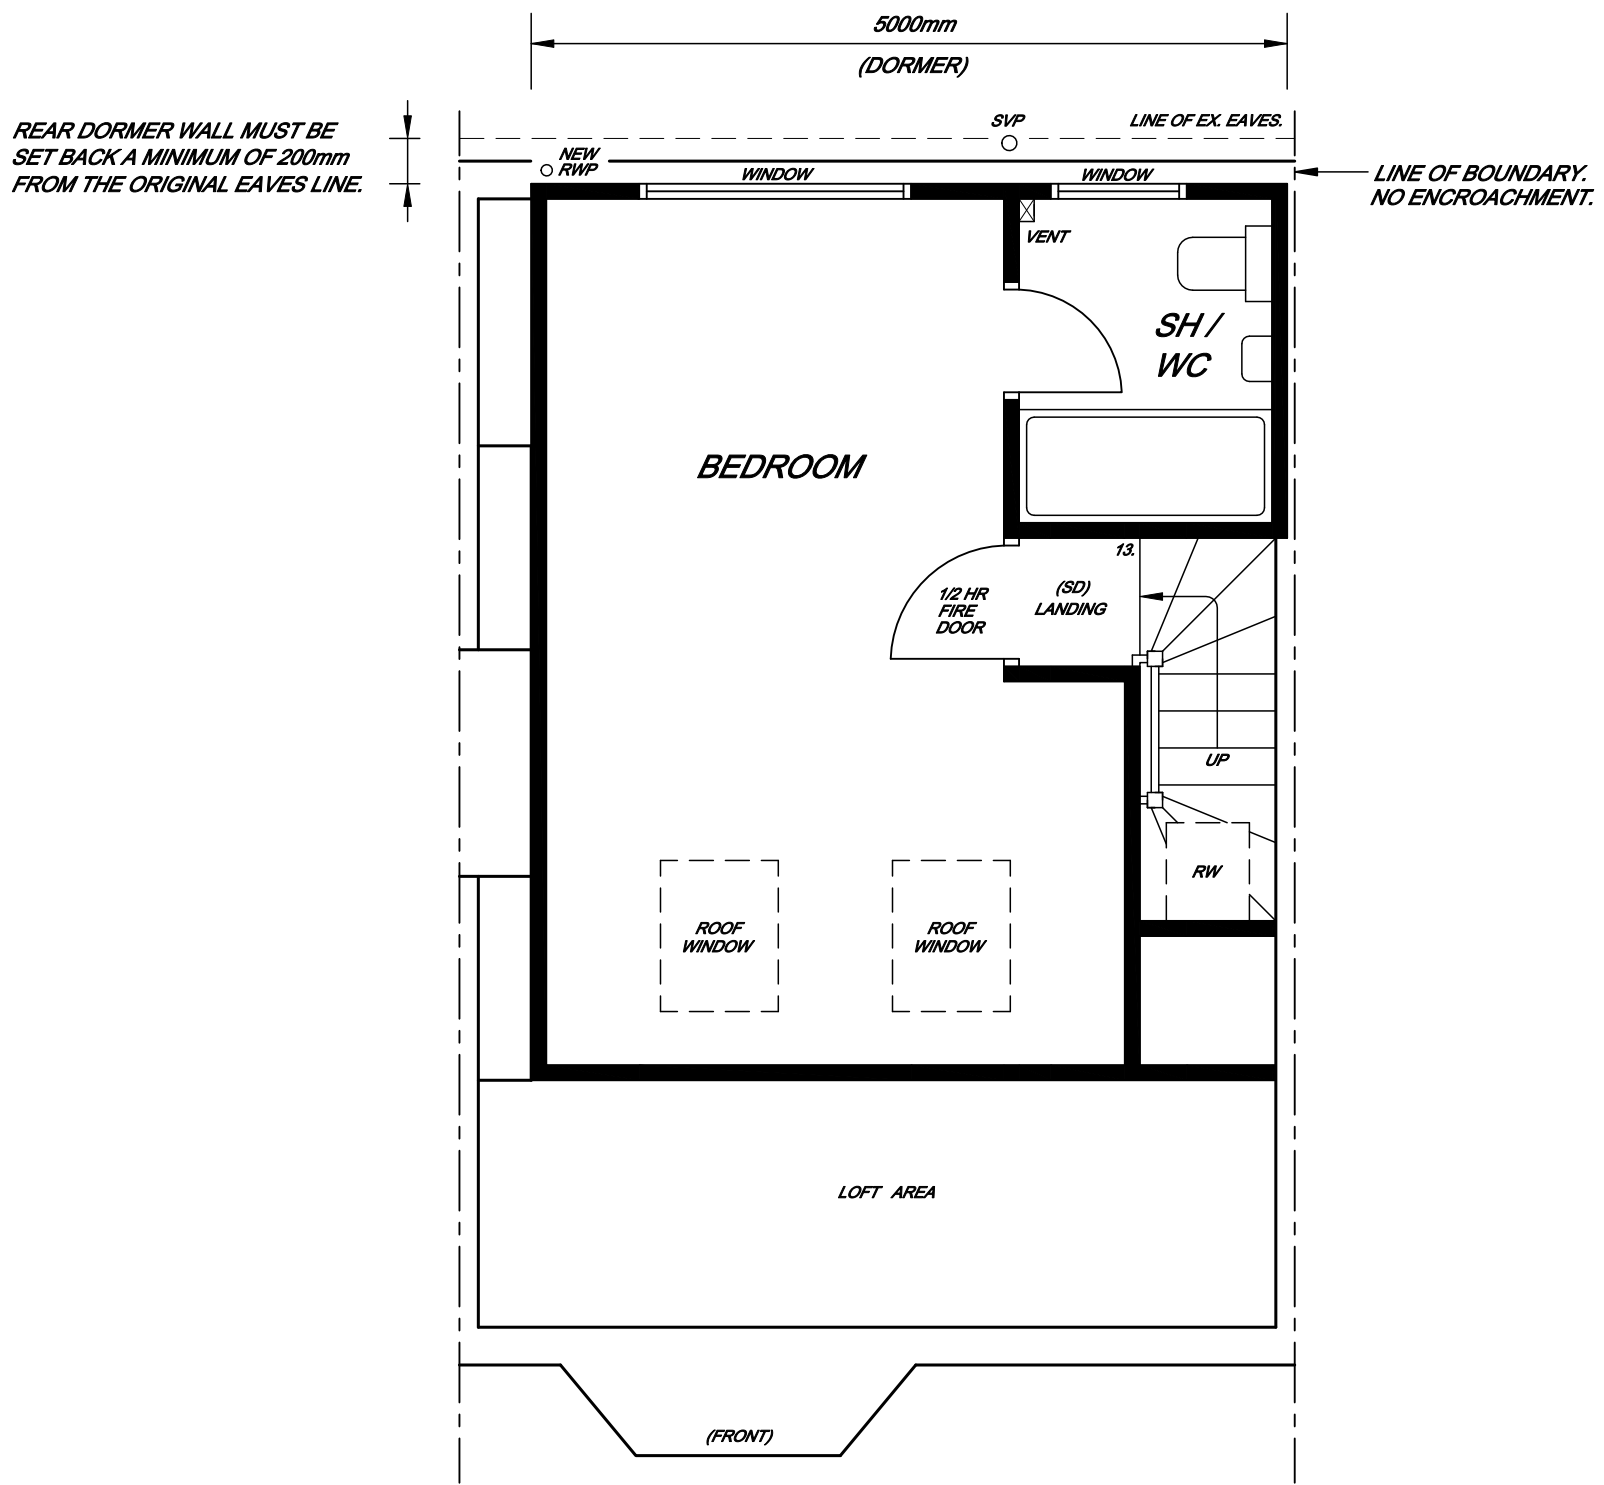 5000mm
(DORMER)
REAR DORMER WALL MUST BE
SET BACK A MINIMUM OF 200mm
FROM THE ORIGINAL EAVES LINE.
SVP
LINE OF EX. EAVES.
NEW
RWP
WINDOW
WINDOW
LINE OF BOUNDARY.
NO ENCROACHMENT.
VENT
SH /
WC
BEDROOM
13.
1/2 HR
FIRE
DOOR
(SD)
LANDING
UP
RW
ROOF
WINDOW
ROOF
WINDOW
LOFT AREA
(FRONT)